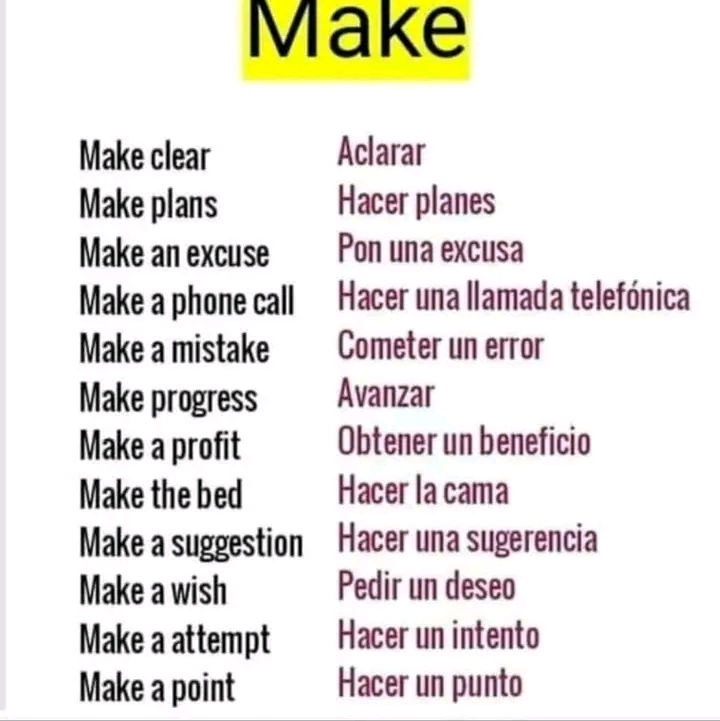 Make
Make clear Aclarar
Make plans Hacer planes
Make an excuse Pon una excusa
Make a phone call Hacer una llamada telefónica
Make a mistake Cometer un error
Make progress Avanzar
Make a profit Obtener un beneficio
Make the bed Hacer la cama
Make a suggestion Hacer una sugerencia
Make a wish Pedir un deseo
Make a attempt Hacer un intento
Make a point Hacer un punto